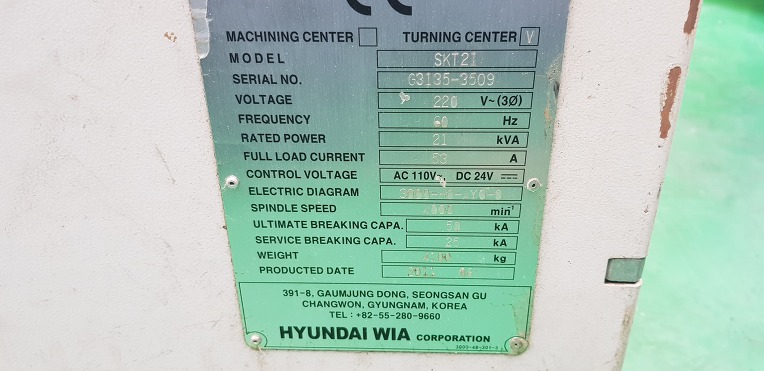 CE
MACHINING CENTER TURNING CENTER V
MODEL
SERIAL NO. G3135-3509
VOLTAGE 220 V~(3Ø)
FREQUENCY 60 Hz
RATED POWER 21 kVA
FULL LOAD CURRENT 53 A
CONTROL VOLTAGE AC 110V~, DC 24V
ELECTRIC DIAGRAM
SPINDLE SPEED min⁻¹
ULTIMATE BREAKING CAPA. kA
SERVICE BREAKING CAPA. 25 kA
WEIGHT kg
PRODUCTED DATE
391-8, GAUMJUNG DONG, SEONGSAN GU
CHANGWON, GYUNGNAM, KOREA
TEL : +82-55-280-9660
HYUNDAI WIA CORPORATION